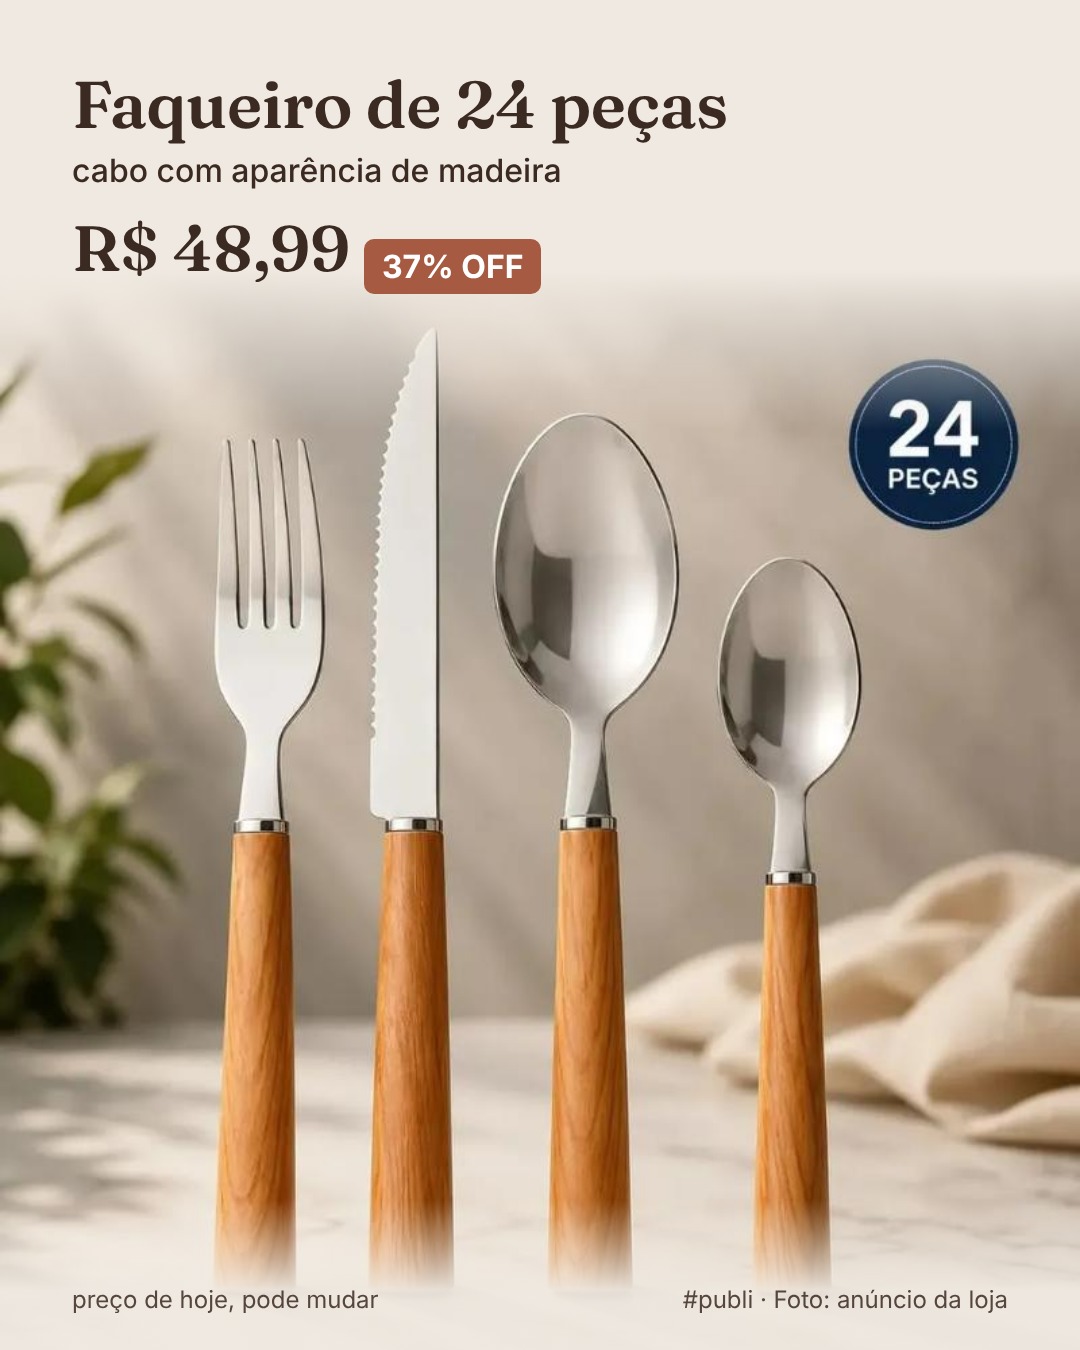 Faqueiro de 24 peças
cabo com aparência de madeira
R$ 48,99 37% OFF
24
PEÇAS
preço de hoje, pode mudar
#publi · Foto: anúncio da loja